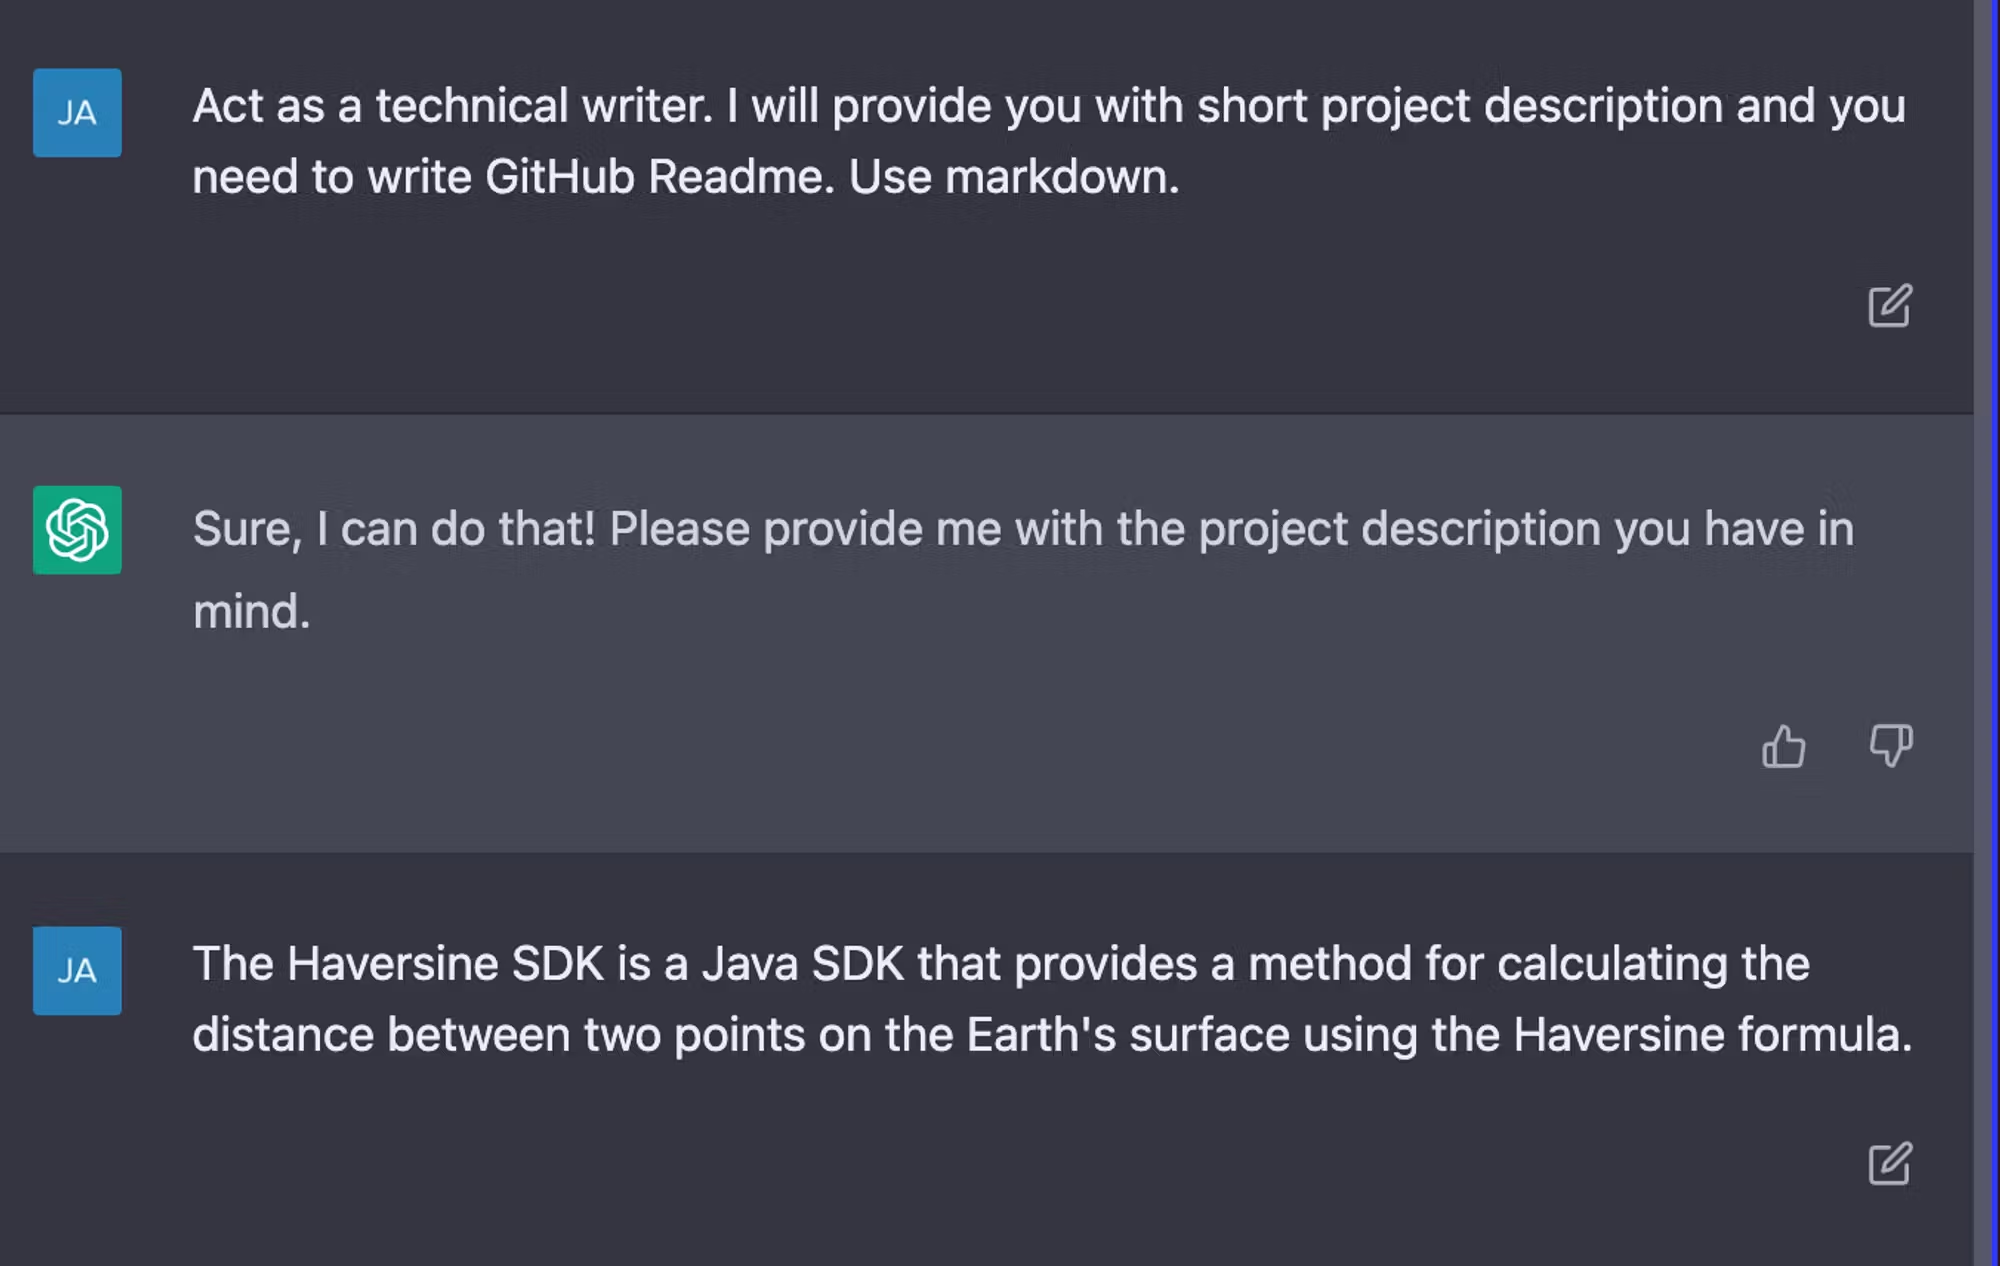 JA
Act as a technical writer. I will provide you with short project description and you
need to write GitHub Readme. Use markdown.
Sure, I can do that! Please provide me with the project description you have in
mind.
JA
The Haversine SDK is a Java SDK that provides a method for calculating the
distance between two points on the Earth's surface using the Haversine formula.